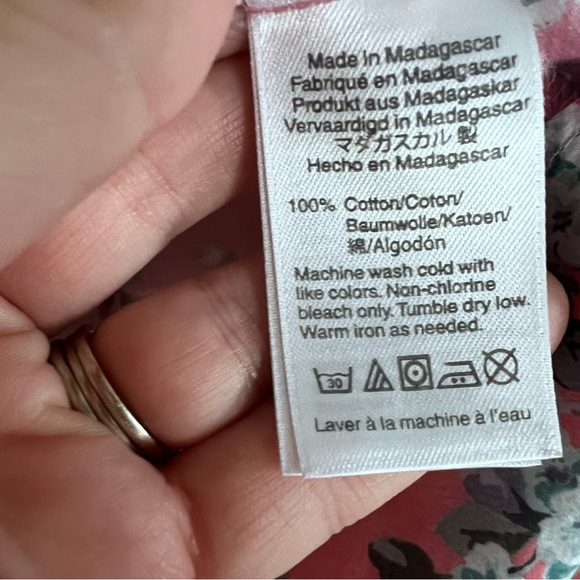 Made in Madagascar
Fabriqué en Madagascar
Produkt aus Madagaskar
Vervaardigd in Madagascar
マダガスカル 製
Hecho en Madagascar
100% Cotton/Coton/
Baumwolle/Katoen/
綿/Algodón
Machine wash cold with
like colors. Non-chlorine
bleach only. Tumble dry low.
Warm iron as needed.
30
Laver à la machine à l'eau